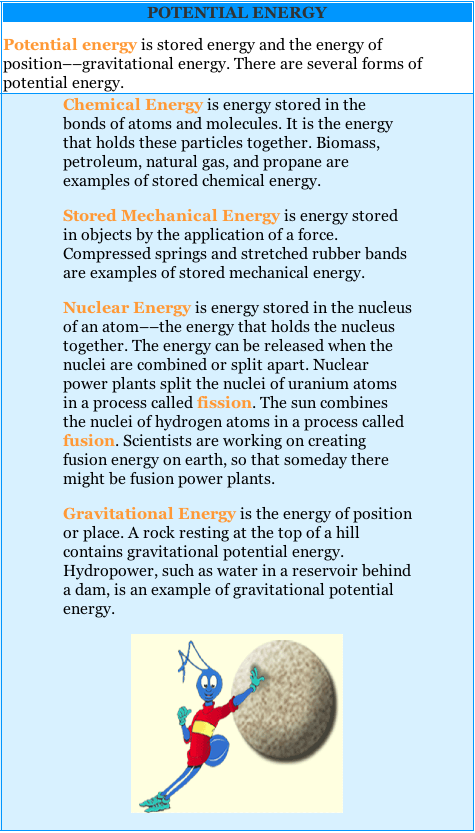 POTENTIAL ENERGY
Potential energy is stored energy and the energy of
position––gravitational energy. There are several forms of
potential energy.
Chemical Energy is energy stored in the
bonds of atoms and molecules. It is the energy
that holds these particles together. Biomass,
petroleum, natural gas, and propane are
examples of stored chemical energy.
Stored Mechanical Energy is energy stored
in objects by the application of a force.
Compressed springs and stretched rubber bands
are examples of stored mechanical energy.
Nuclear Energy is energy stored in the nucleus
of an atom––the energy that holds the nucleus
together. The energy can be released when the
nuclei are combined or split apart. Nuclear
power plants split the nuclei of uranium atoms
in a process called fission. The sun combines
the nuclei of hydrogen atoms in a process called
fusion. Scientists are working on creating
fusion energy on earth, so that someday there
might be fusion power plants.
Gravitational Energy is the energy of position
or place. A rock resting at the top of a hill
contains gravitational potential energy.
Hydropower, such as water in a reservoir behind
a dam, is an example of gravitational potential
energy.